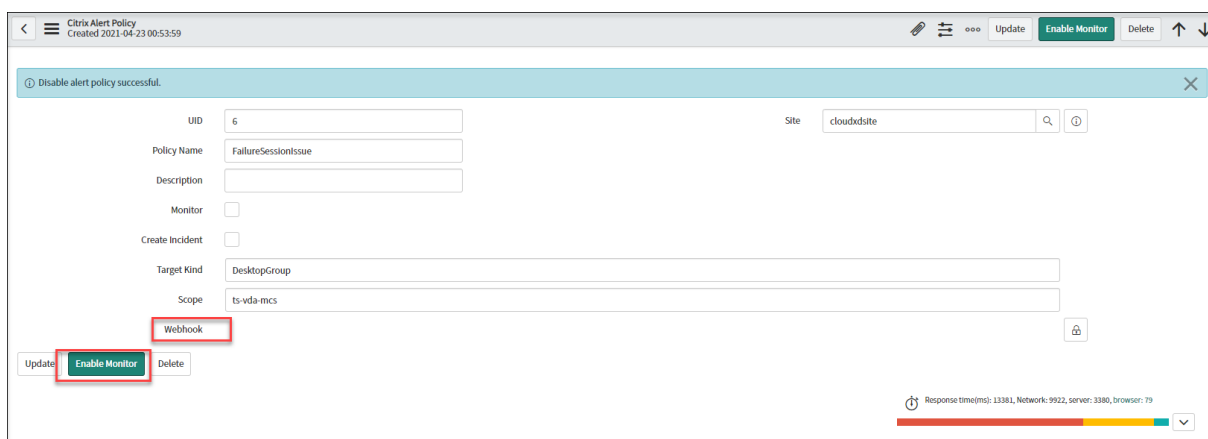 Citrix Alert Policy
Created 2021-04-23 00:53:59
Update Enable Monitor Delete
Disable alert policy successful.
UID 6 Site cloudxdsite
Policy Name FailureSessionIssue
Description
Monitor
Create Incident
Target Kind DesktopGroup
Scope ts-vda-mcs
Webhook
Update Enable Monitor Delete
Response time(ms): 13381, Network: 9922, server: 3380, browser: 79